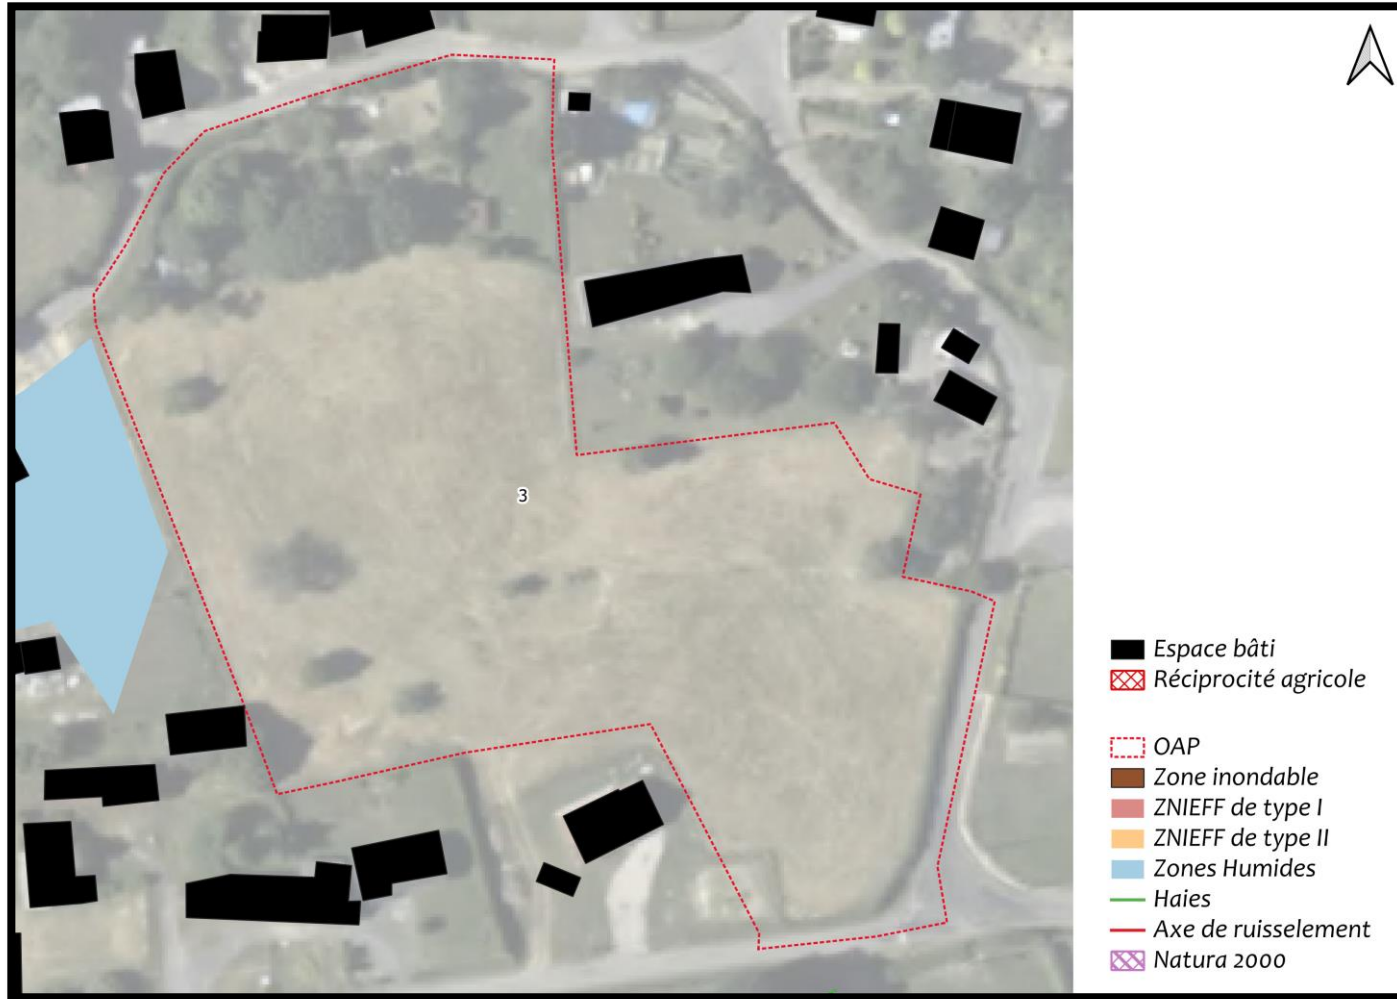 3
Espace bâti
Réciprocité agricole
OAP
Zone inondable
ZNIEFF de type I
ZNIEFF de type II
Zones Humides
Haies
Axe de ruisselement
Natura 2000